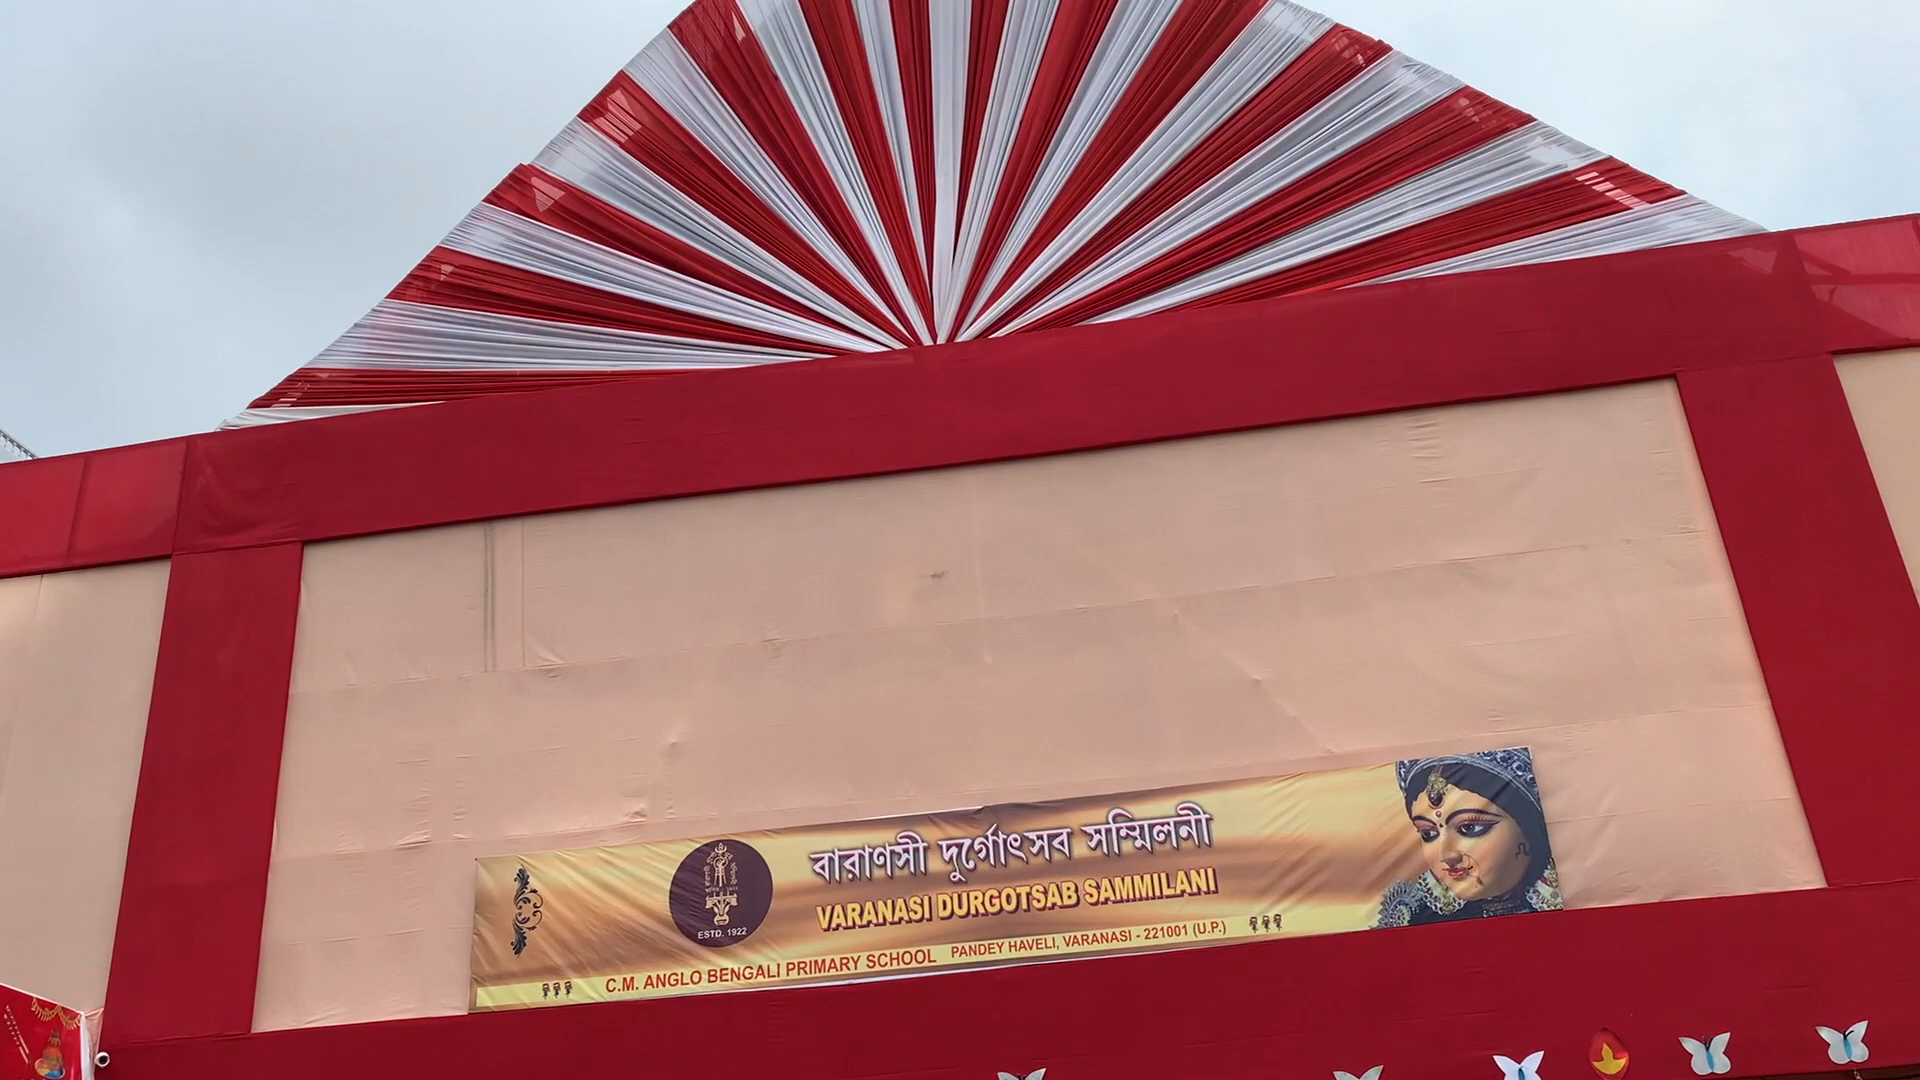 ESTD. 1922
বারাণসী দুর্গোৎসব সম্মিলনী
VARANASI DURGOTSAB SAMMILANI
C.M. ANGLO BENGALI PRIMARY SCHOOL PANDEY HAVELI, VARANASI - 221001 (U.P.)